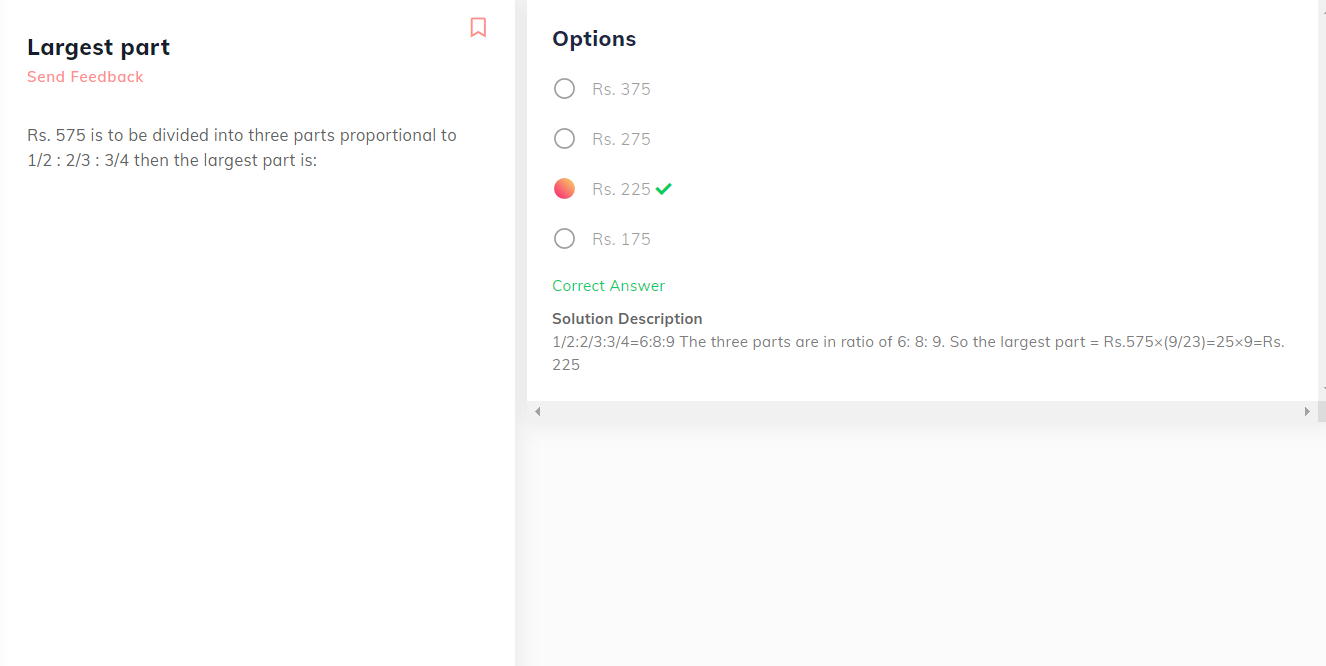 Largest part
Send Feedback
Rs. 575 is to be divided into three parts proportional to
1/2 : 2/3 : 3/4 then the largest part is:
Options
Rs. 375
Rs. 275
Rs. 225
Rs. 175
Correct Answer
Solution Description
1/2:2/3:3/4=6:8:9 The three parts are in ratio of 6: 8: 9. So the largest part = Rs.575×(9/23)=25×9=Rs.
225